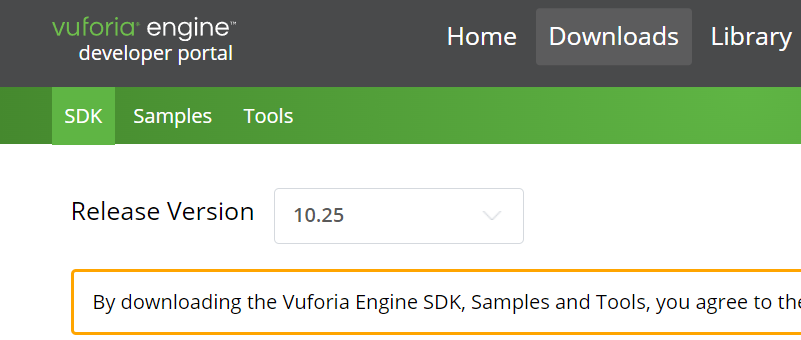 vuforia® engine™
developer portal
Home Downloads Library
SDK Samples Tools
Release Version 10.25
By downloading the Vuforia Engine SDK, Samples and Tools, you agree to the